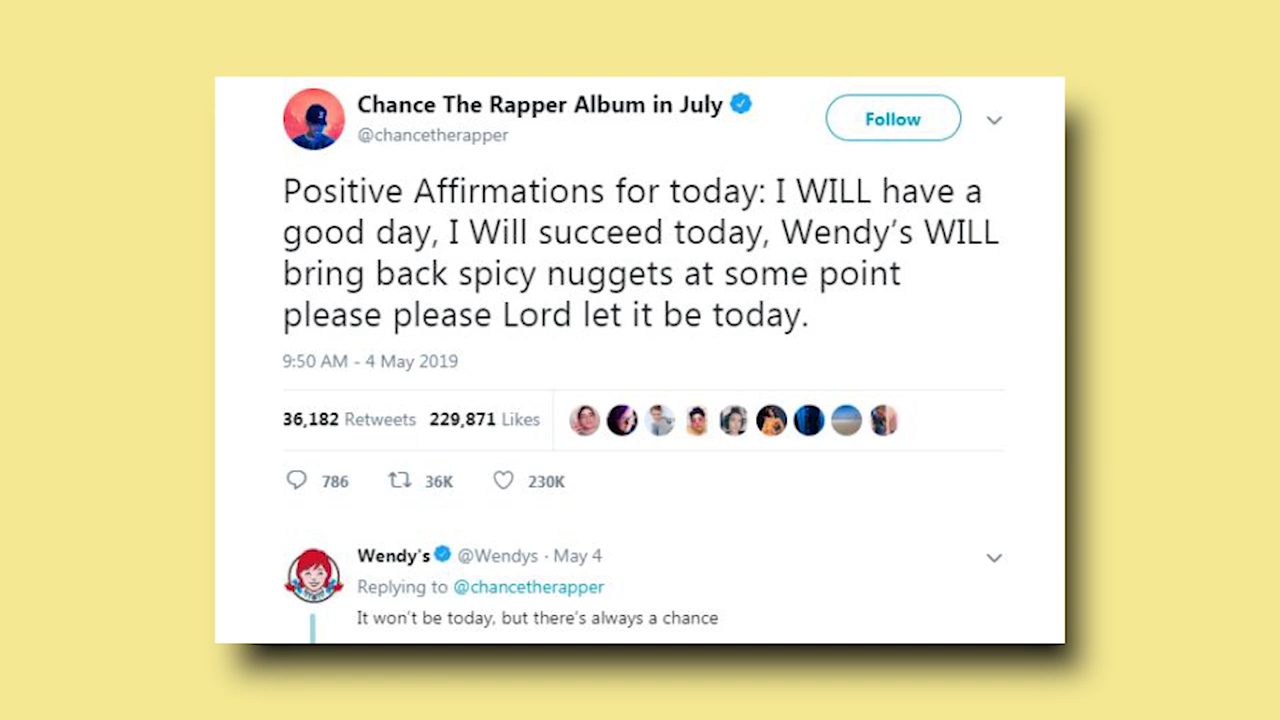 Chance The Rapper Album in July
@chancetherapper
Follow
Positive Affirmations for today: I WILL have a
good day, I Will succeed today, Wendy's WILL
bring back spicy nuggets at some point
please please Lord let it be today.
9:50 AM - 4 May 2019
36,182 Retweets 229,871 Likes
786 36K 230K
Wendy's @Wendys · May 4
Replying to @chancetherapper
It won't be today, but there's always a chance